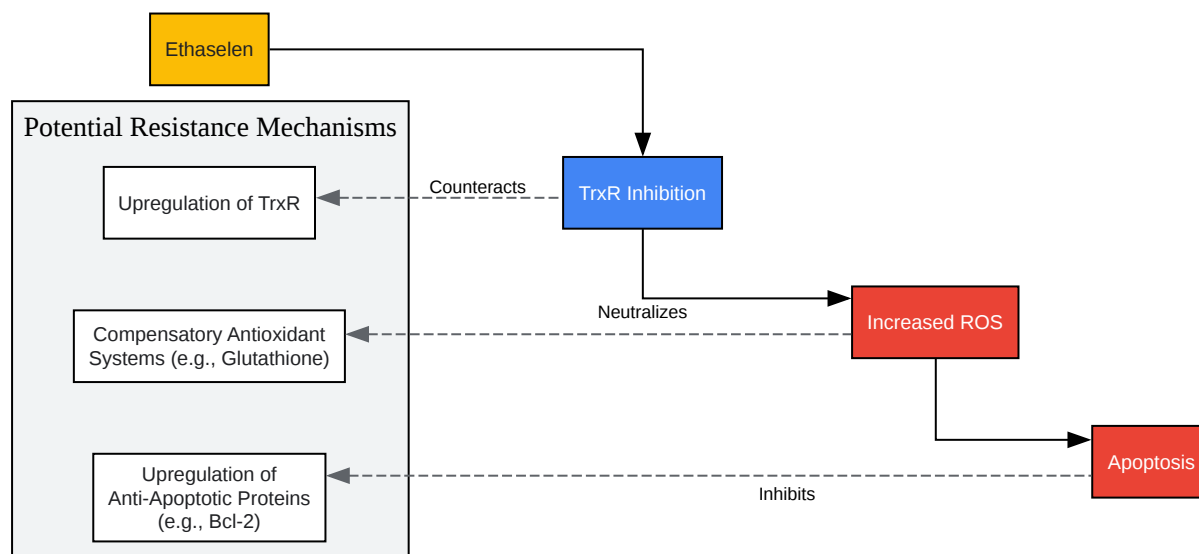 Ethaselen
Potential Resistance Mechanisms
Upregulation of TrxR
Counteracts
TrxR Inhibition
Compensatory Antioxidant
Systems (e.g., Glutathione)
Neutralizes
Increased ROS
Upregulation of
Anti-Apoptotic Proteins
(e.g., Bcl-2)
Inhibits
Apoptosis